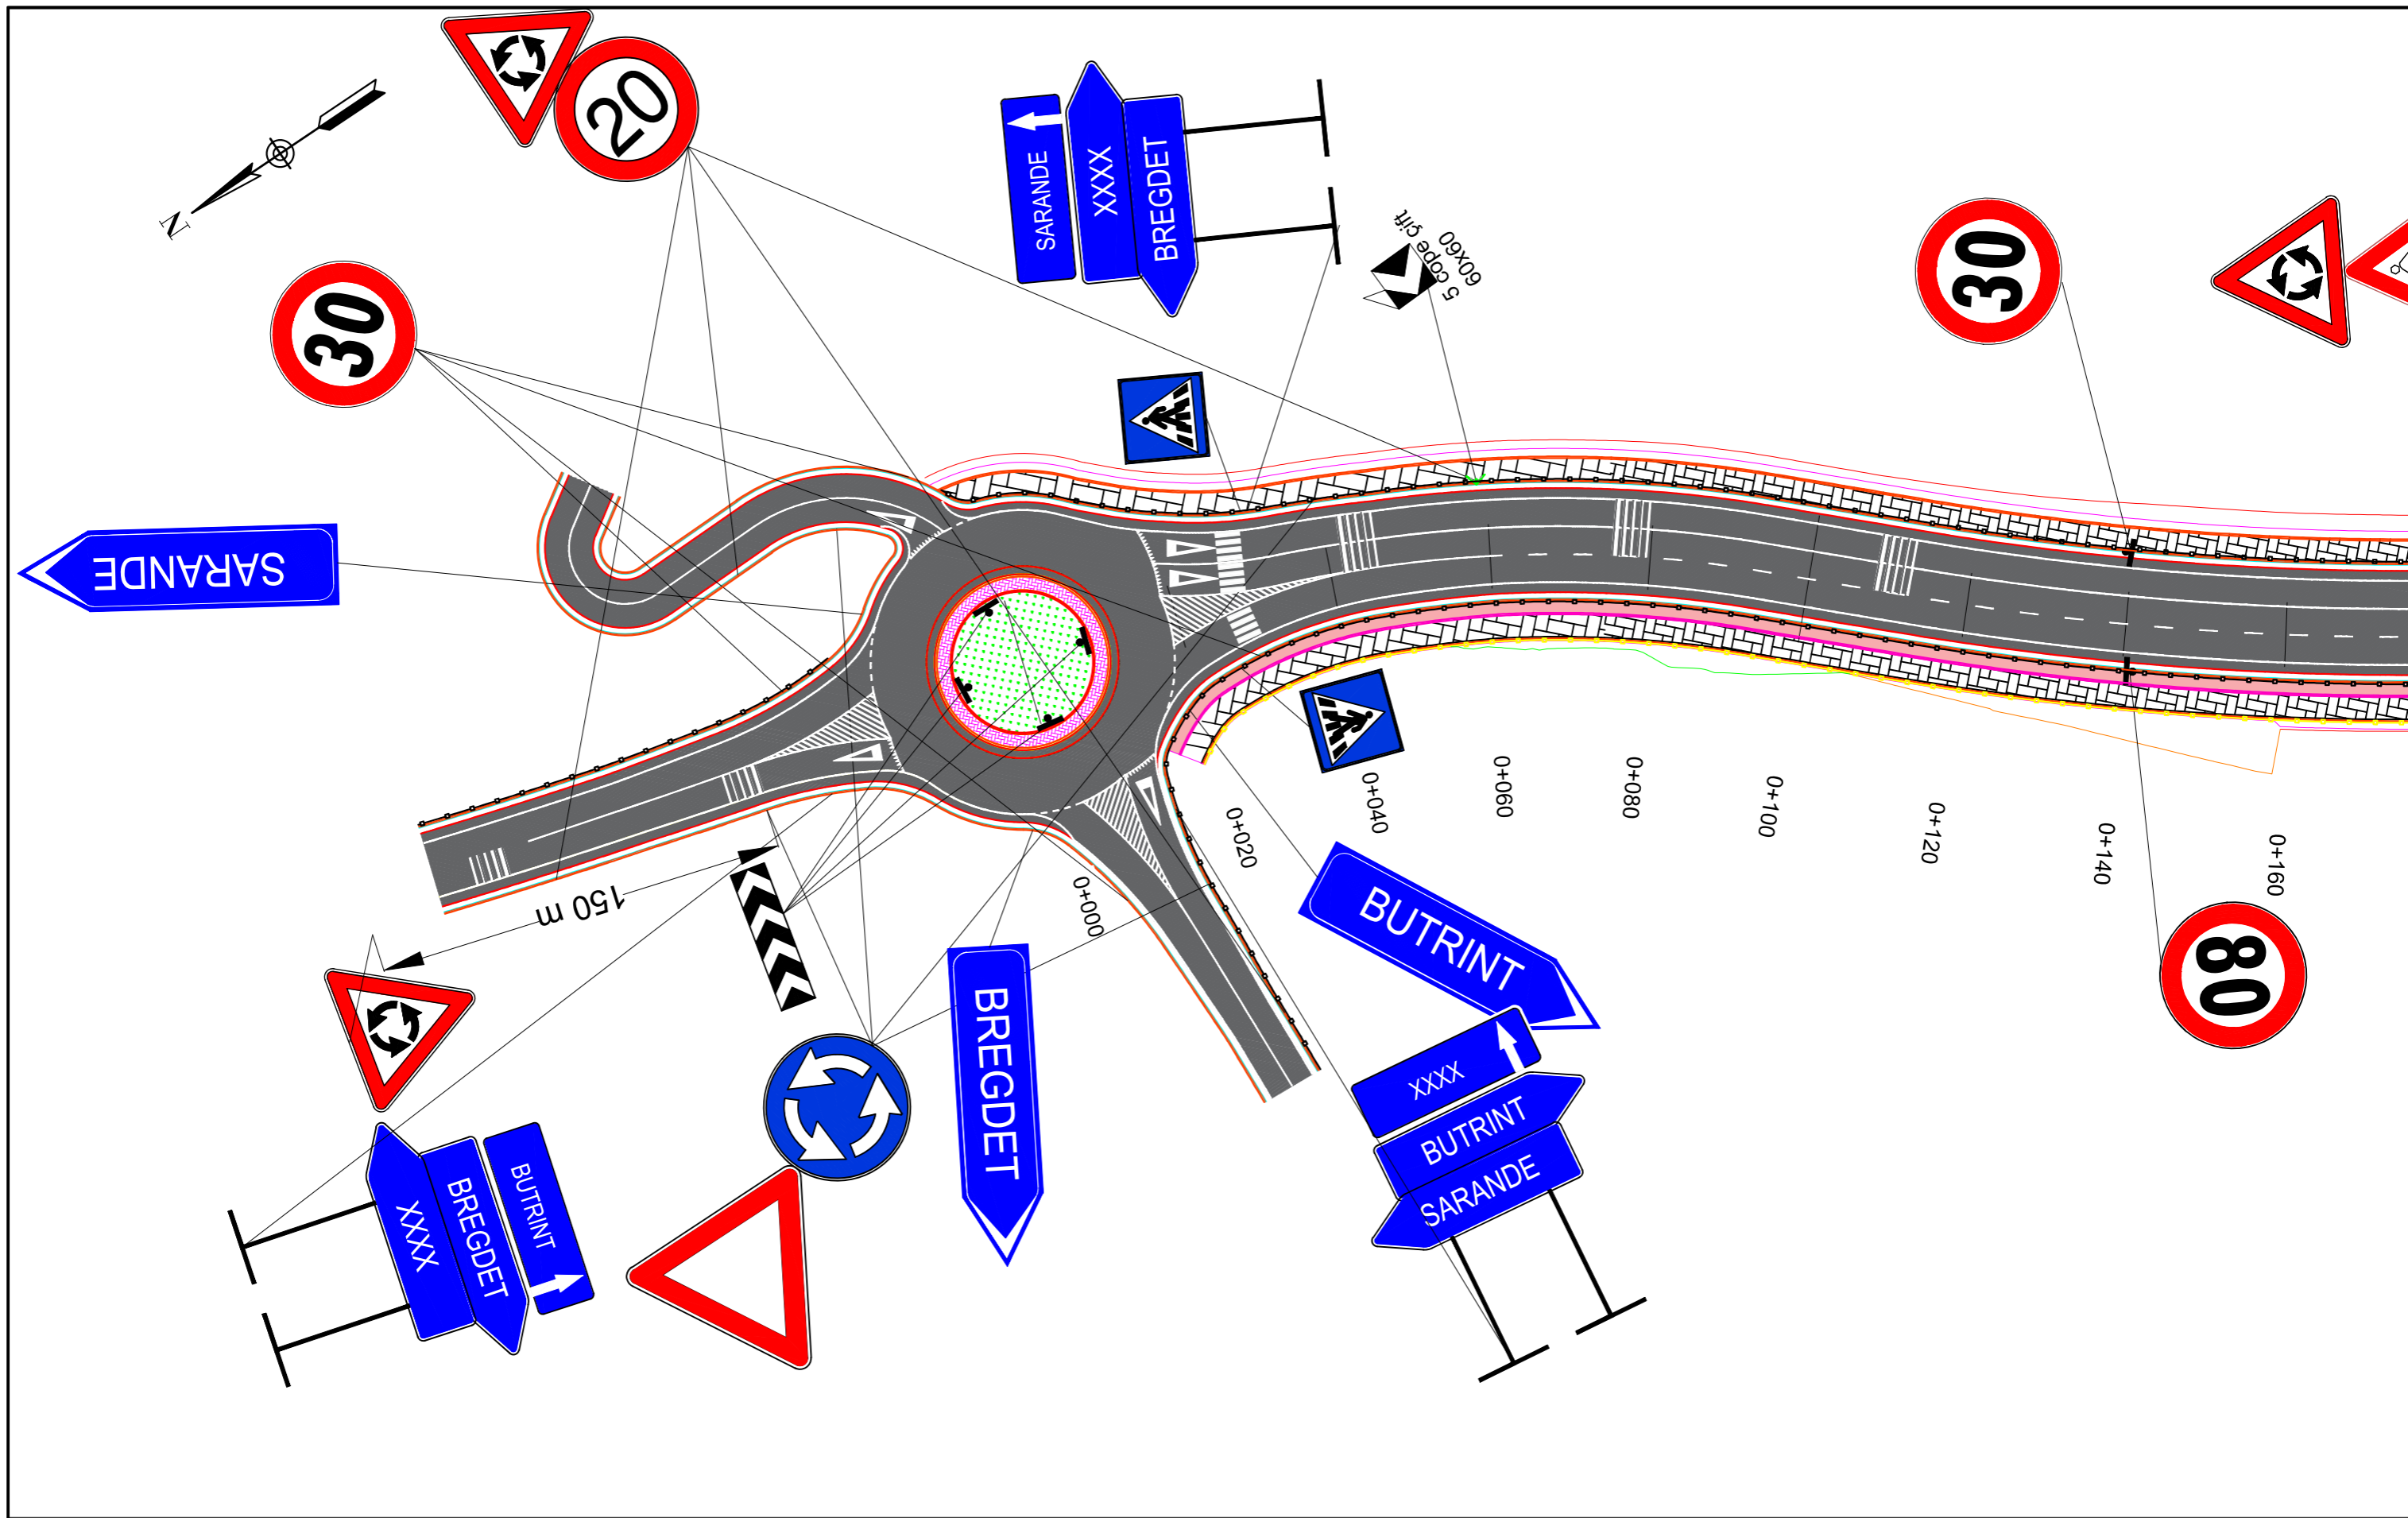 20
N
30
SARANDE
XXXX
BREGDET
5 cope çift
60x60
30
SARANDE
0+000
0+020
0+040
0+060
0+080
0+100
0+120
0+140
0+160
150 m
BREGDET
BUTRINT
XXXX
BUTRINT
SARANDE
80
BUTRINT
BREGDET
XXXX